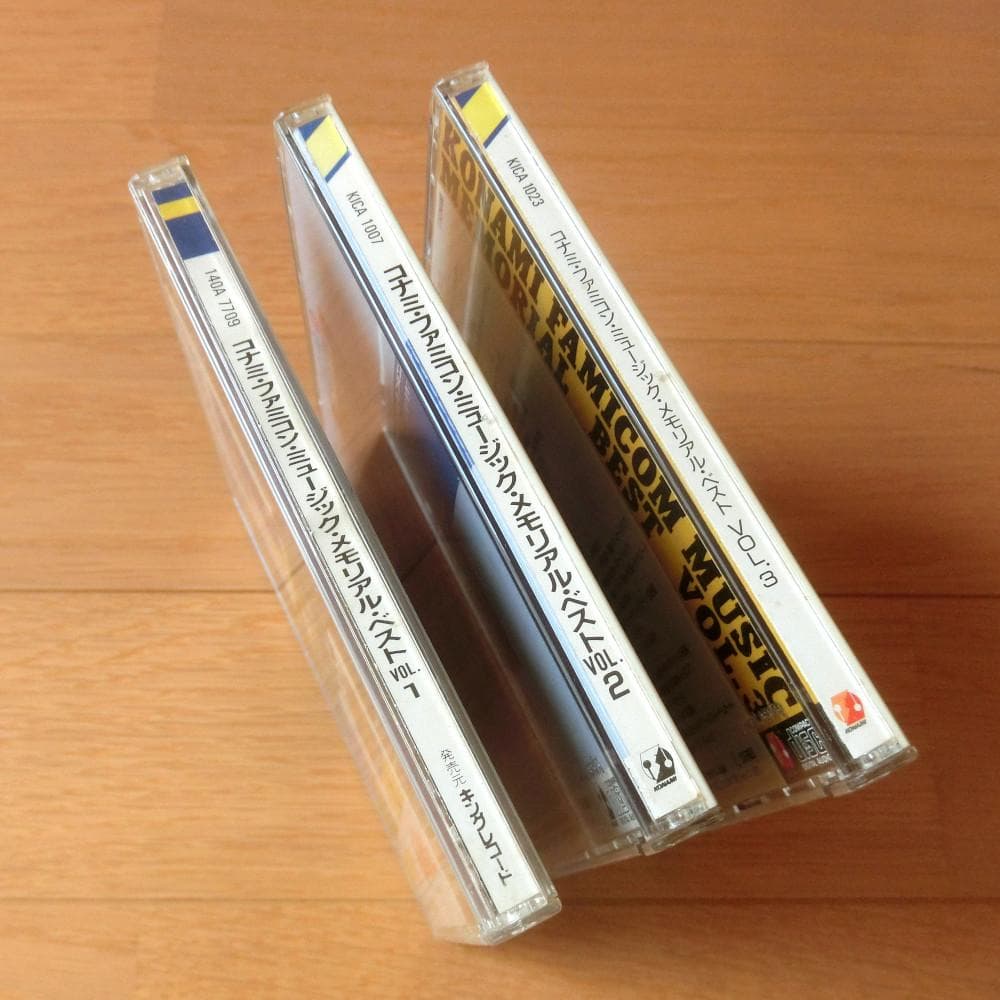 140A 7709
コナミ・ファミコン・ミュージック・メモリアル・ベスト VOL. 1
発売元 キングレコード
KICA 1007
コナミ・ファミコン・ミュージック・メモリアル・ベスト VOL. 2
KONAMI
KICA 1023
コナミ・ファミコン・ミュージック・メモリアル・ベスト VOL. 3
KONAMI
KONAMI FAMICOM MUSIC
MEMORIAL BEST VOL. 3
COMPACT
DISC